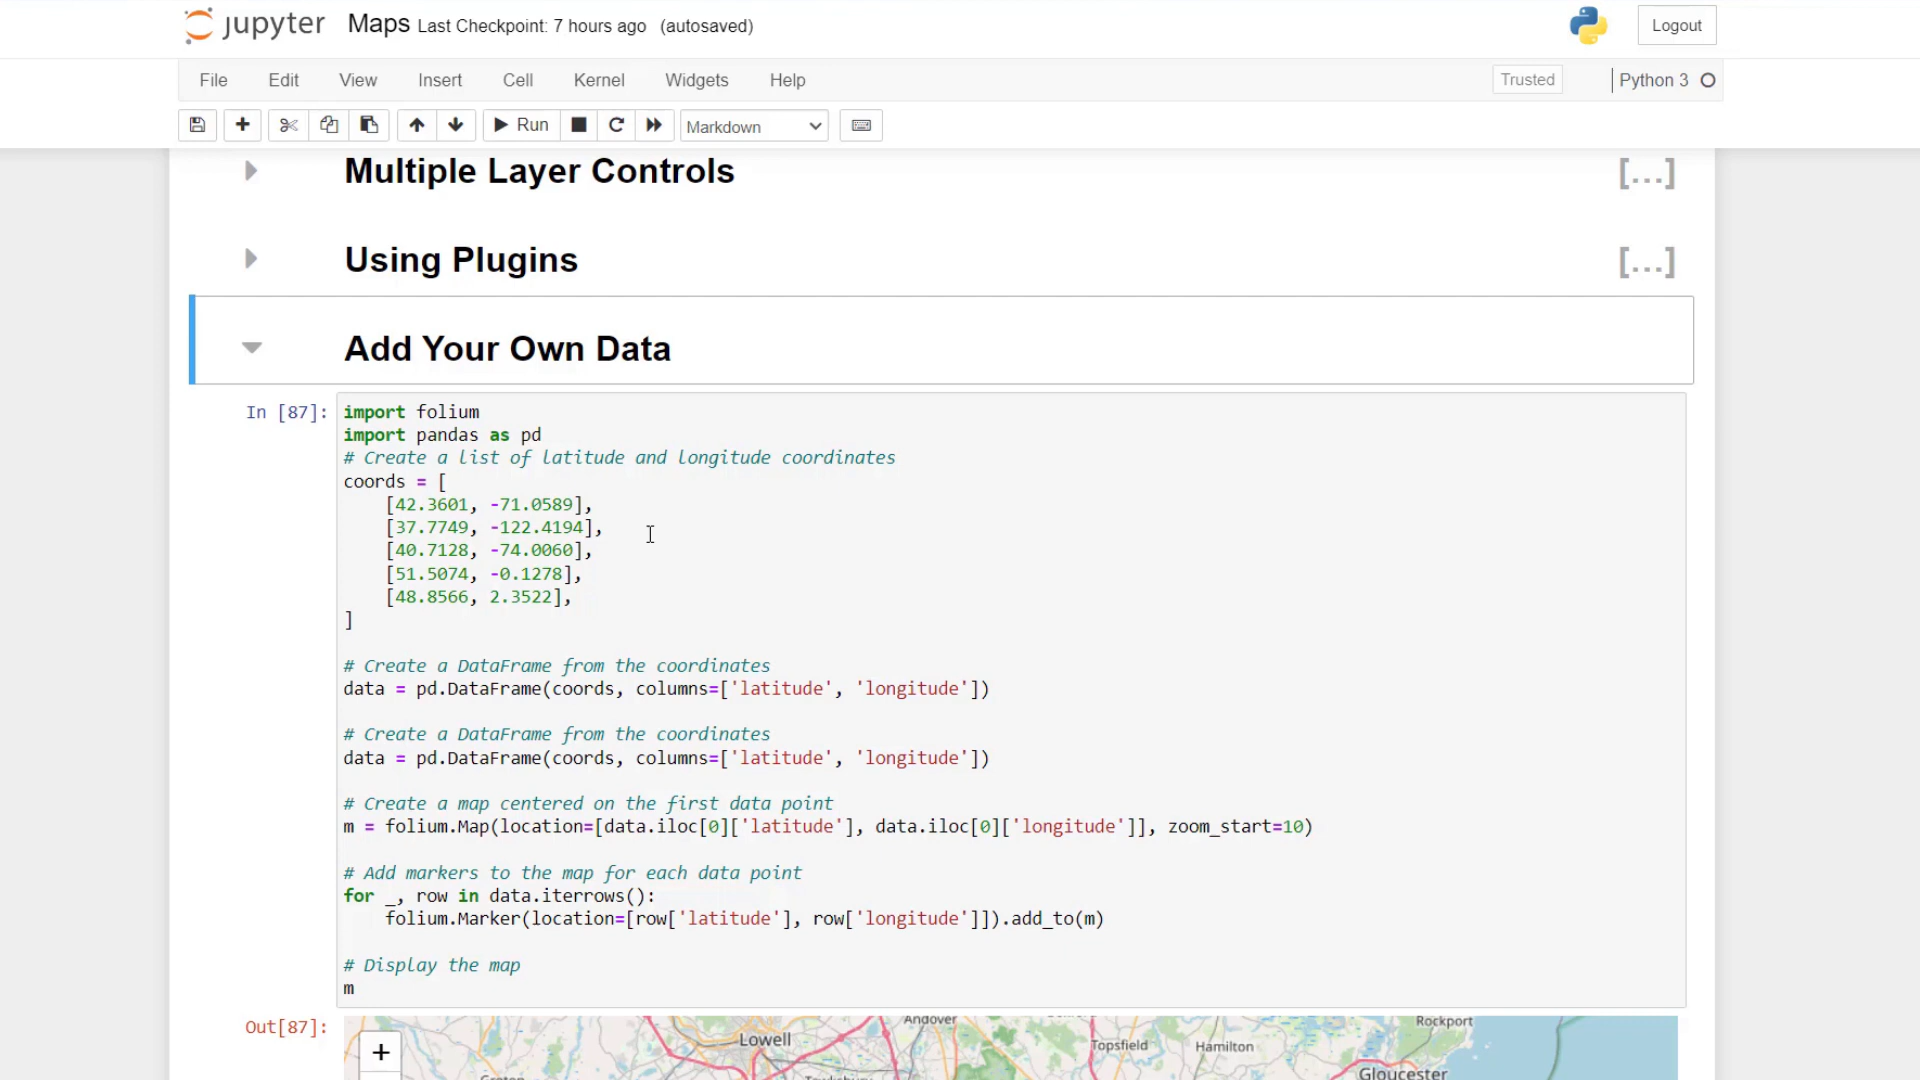 jupyter Maps Last Checkpoint: 7 hours ago (autosaved) Logout
File Edit View Insert Cell Kernel Widgets Help Trusted Python 3
Run Markdown
Multiple Layer Controls [...]
Using Plugins [...]
Add Your Own Data
In [87]: import folium
import pandas as pd
# Create a list of latitude and longitude coordinates
coords = [
    [42.3601, -71.0589],
    [37.7749, -122.4194],
    [40.7128, -74.0060],
    [51.5074, -0.1278],
    [48.8566, 2.3522],
]
# Create a DataFrame from the coordinates
data = pd.DataFrame(coords, columns=['latitude', 'longitude'])
# Create a DataFrame from the coordinates
data = pd.DataFrame(coords, columns=['latitude', 'longitude'])
# Create a map centered on the first data point
m = folium.Map(location=[data.iloc[0]['latitude'], data.iloc[0]['longitude']], zoom_start=10)
# Add markers to the map for each data point
for _, row in data.iterrows():
    folium.Marker(location=[row['latitude'], row['longitude']]).add_to(m)
# Display the map
m
Out[87]:
Andover Rockport
+ Lowell Topsfield Hamilton
Gloucester